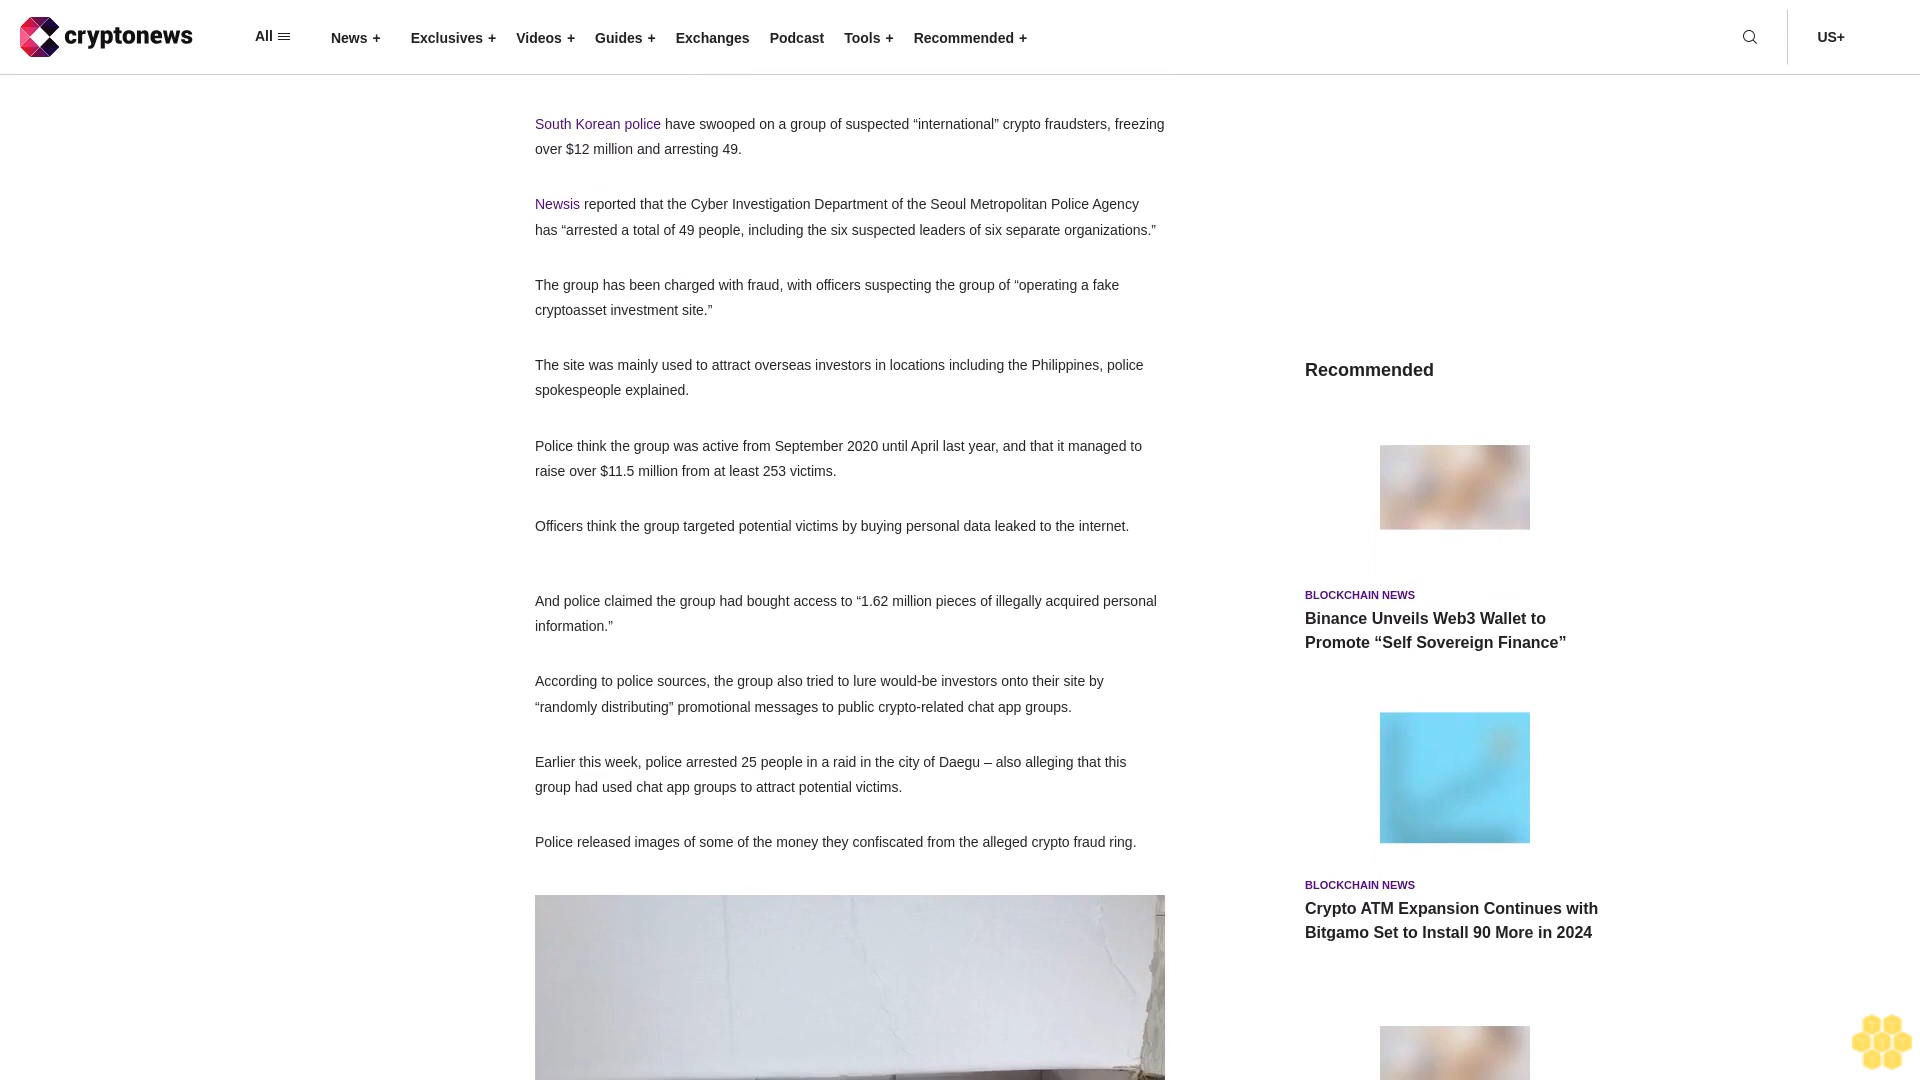 cryptonews
All
News +
Exclusives +
Videos +
Guides +
Exchanges
Podcast
Tools +
Recommended +
US+
South Korean police have swooped on a group of suspected “international” crypto fraudsters, freezing
over $12 million and arresting 49.
Newsis reported that the Cyber Investigation Department of the Seoul Metropolitan Police Agency
has “arrested a total of 49 people, including the six suspected leaders of six separate organizations.”
The group has been charged with fraud, with officers suspecting the group of “operating a fake
cryptoasset investment site.”
The site was mainly used to attract overseas investors in locations including the Philippines, police
spokespeople explained.
Police think the group was active from September 2020 until April last year, and that it managed to
raise over $11.5 million from at least 253 victims.
Officers think the group targeted potential victims by buying personal data leaked to the internet.
And police claimed the group had bought access to “1.62 million pieces of illegally acquired personal
information.”
According to police sources, the group also tried to lure would-be investors onto their site by
“randomly distributing” promotional messages to public crypto-related chat app groups.
Earlier this week, police arrested 25 people in a raid in the city of Daegu – also alleging that this
group had used chat app groups to attract potential victims.
Police released images of some of the money they confiscated from the alleged crypto fraud ring.
Recommended
BLOCKCHAIN NEWS
Binance Unveils Web3 Wallet to
Promote “Self Sovereign Finance”
BLOCKCHAIN NEWS
Crypto ATM Expansion Continues with
Bitgamo Set to Install 90 More in 2024